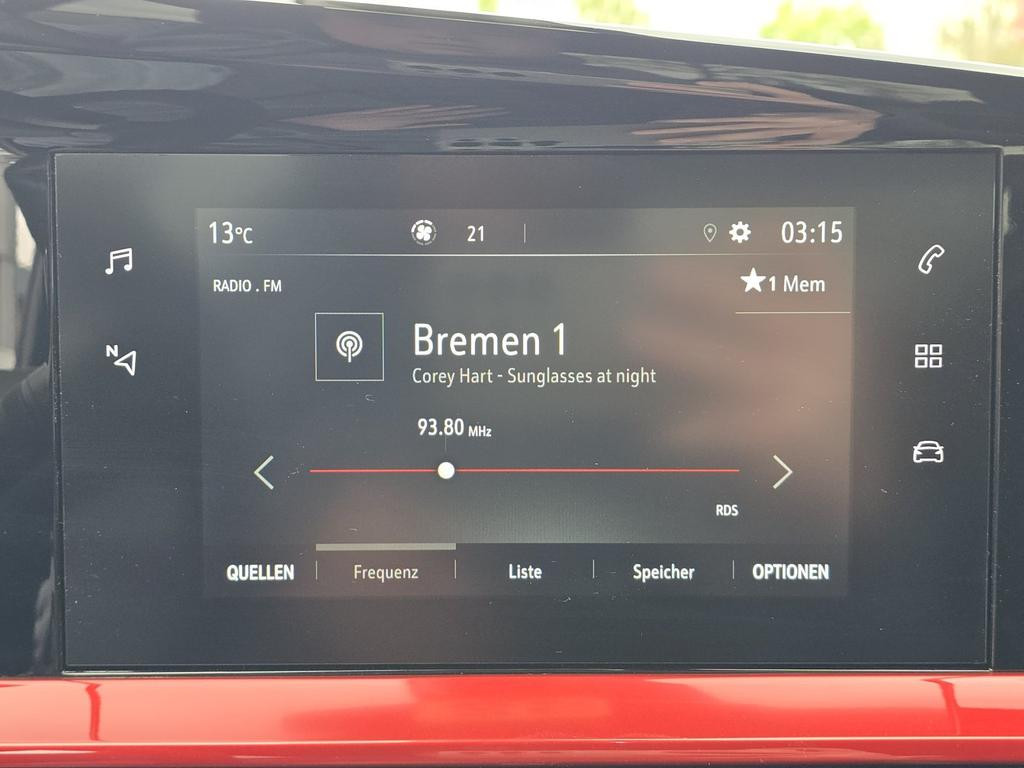 13°C 21 03:15
RADIO . FM ★1 Mem
N
Bremen 1
Corey Hart - Sunglasses at night
93.80 MHz
RDS
QUELLEN Frequenz Liste Speicher OPTIONEN